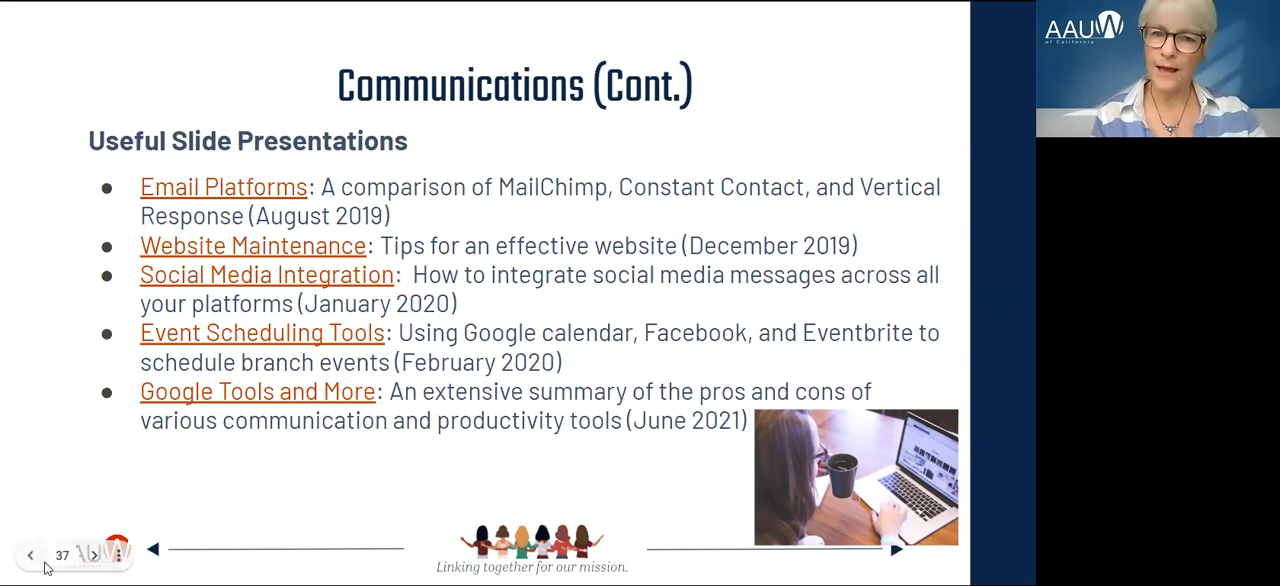 Communications (Cont.)
Useful Slide Presentations
● Email Platforms: A comparison of MailChimp, Constant Contact, and Vertical
Response (August 2019)
● Website Maintenance: Tips for an effective website (December 2019)
● Social Media Integration: How to integrate social media messages across all
your platforms (January 2020)
● Event Scheduling Tools: Using Google calendar, Facebook, and Eventbrite to
schedule branch events (February 2020)
● Google Tools and More: An extensive summary of the pros and cons of
various communication and productivity tools (June 2021)
37
AAUW
Linking together for our mission.
AAUW
of California